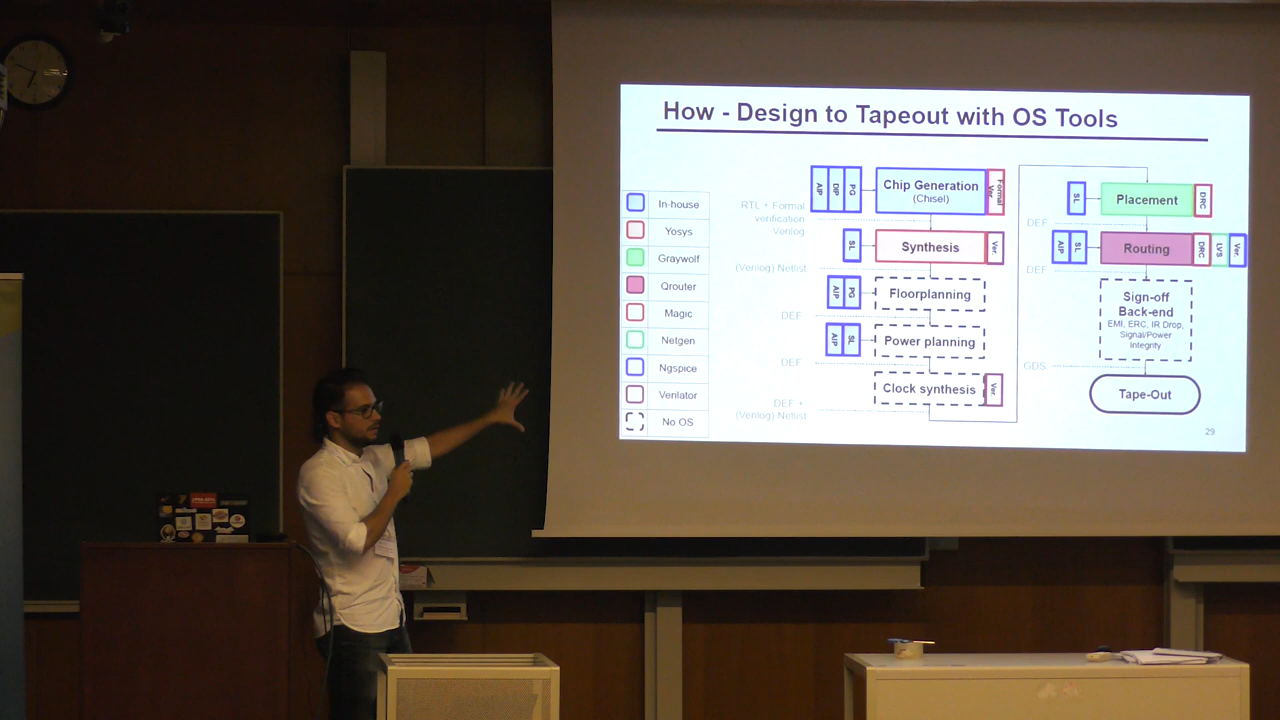 How - Design to Tapeout with OS Tools
In-house
Yosys
Graywolf
Qrouter
Magic
Netgen
Ngspice
Verilator
No OS
AIP
DIP
PG
Chip Generation
(Chisel)
Formal
Ver.
RTL + Formal
verification
Verilog
SL
Synthesis
Ver.
(Verilog) Netlist
AIP
PG
Floorplanning
DEF
AIP
SL
Power planning
DEF
Clock synthesis
Ver.
DEF +
(Verilog) Netlist
SL
Placement
DRC
DEF
AIP
SL
Routing
DRC
LVS
Ver.
DEF
Sign-off
Back-end
EMI, ERC, IR Drop,
Signal/Power
Integrity
GDS
Tape-Out
29